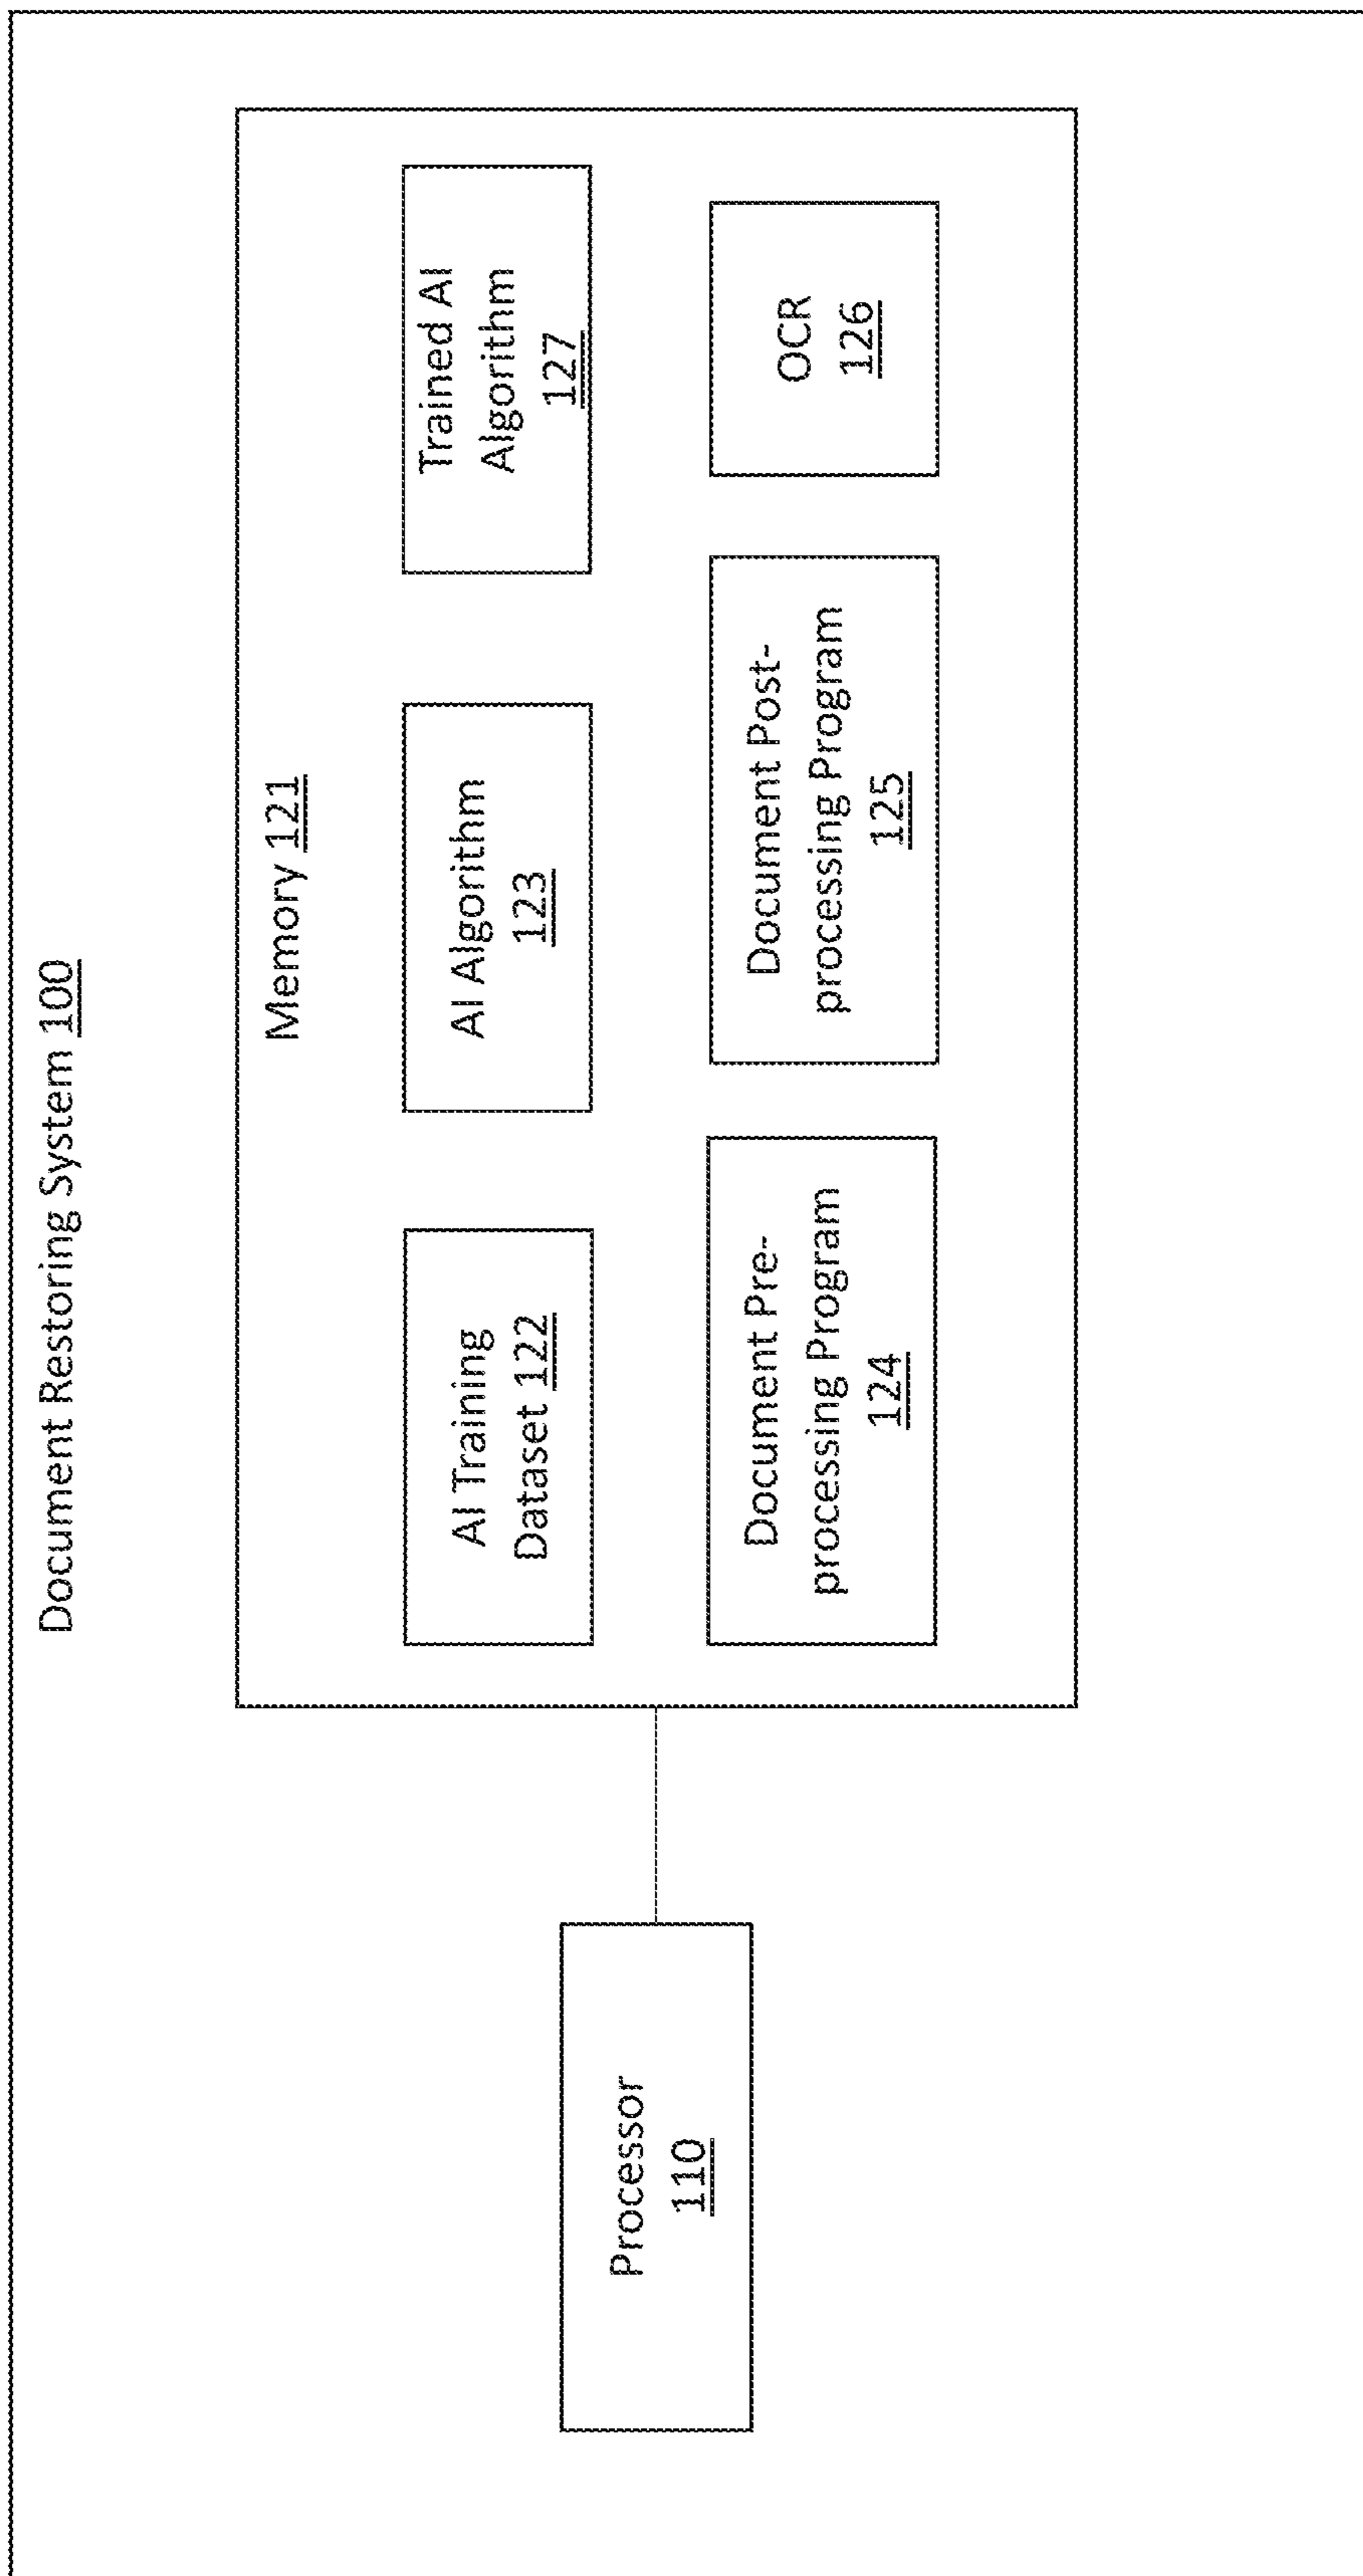 Document Restoring System 100
Memory 121
AI Training
Dataset 122
AI Algorithm
123
Trained AI
Algorithm
127
Document Pre-
processing Program
124
Document Post-
processing Program
125
OCR
126
Processor
110